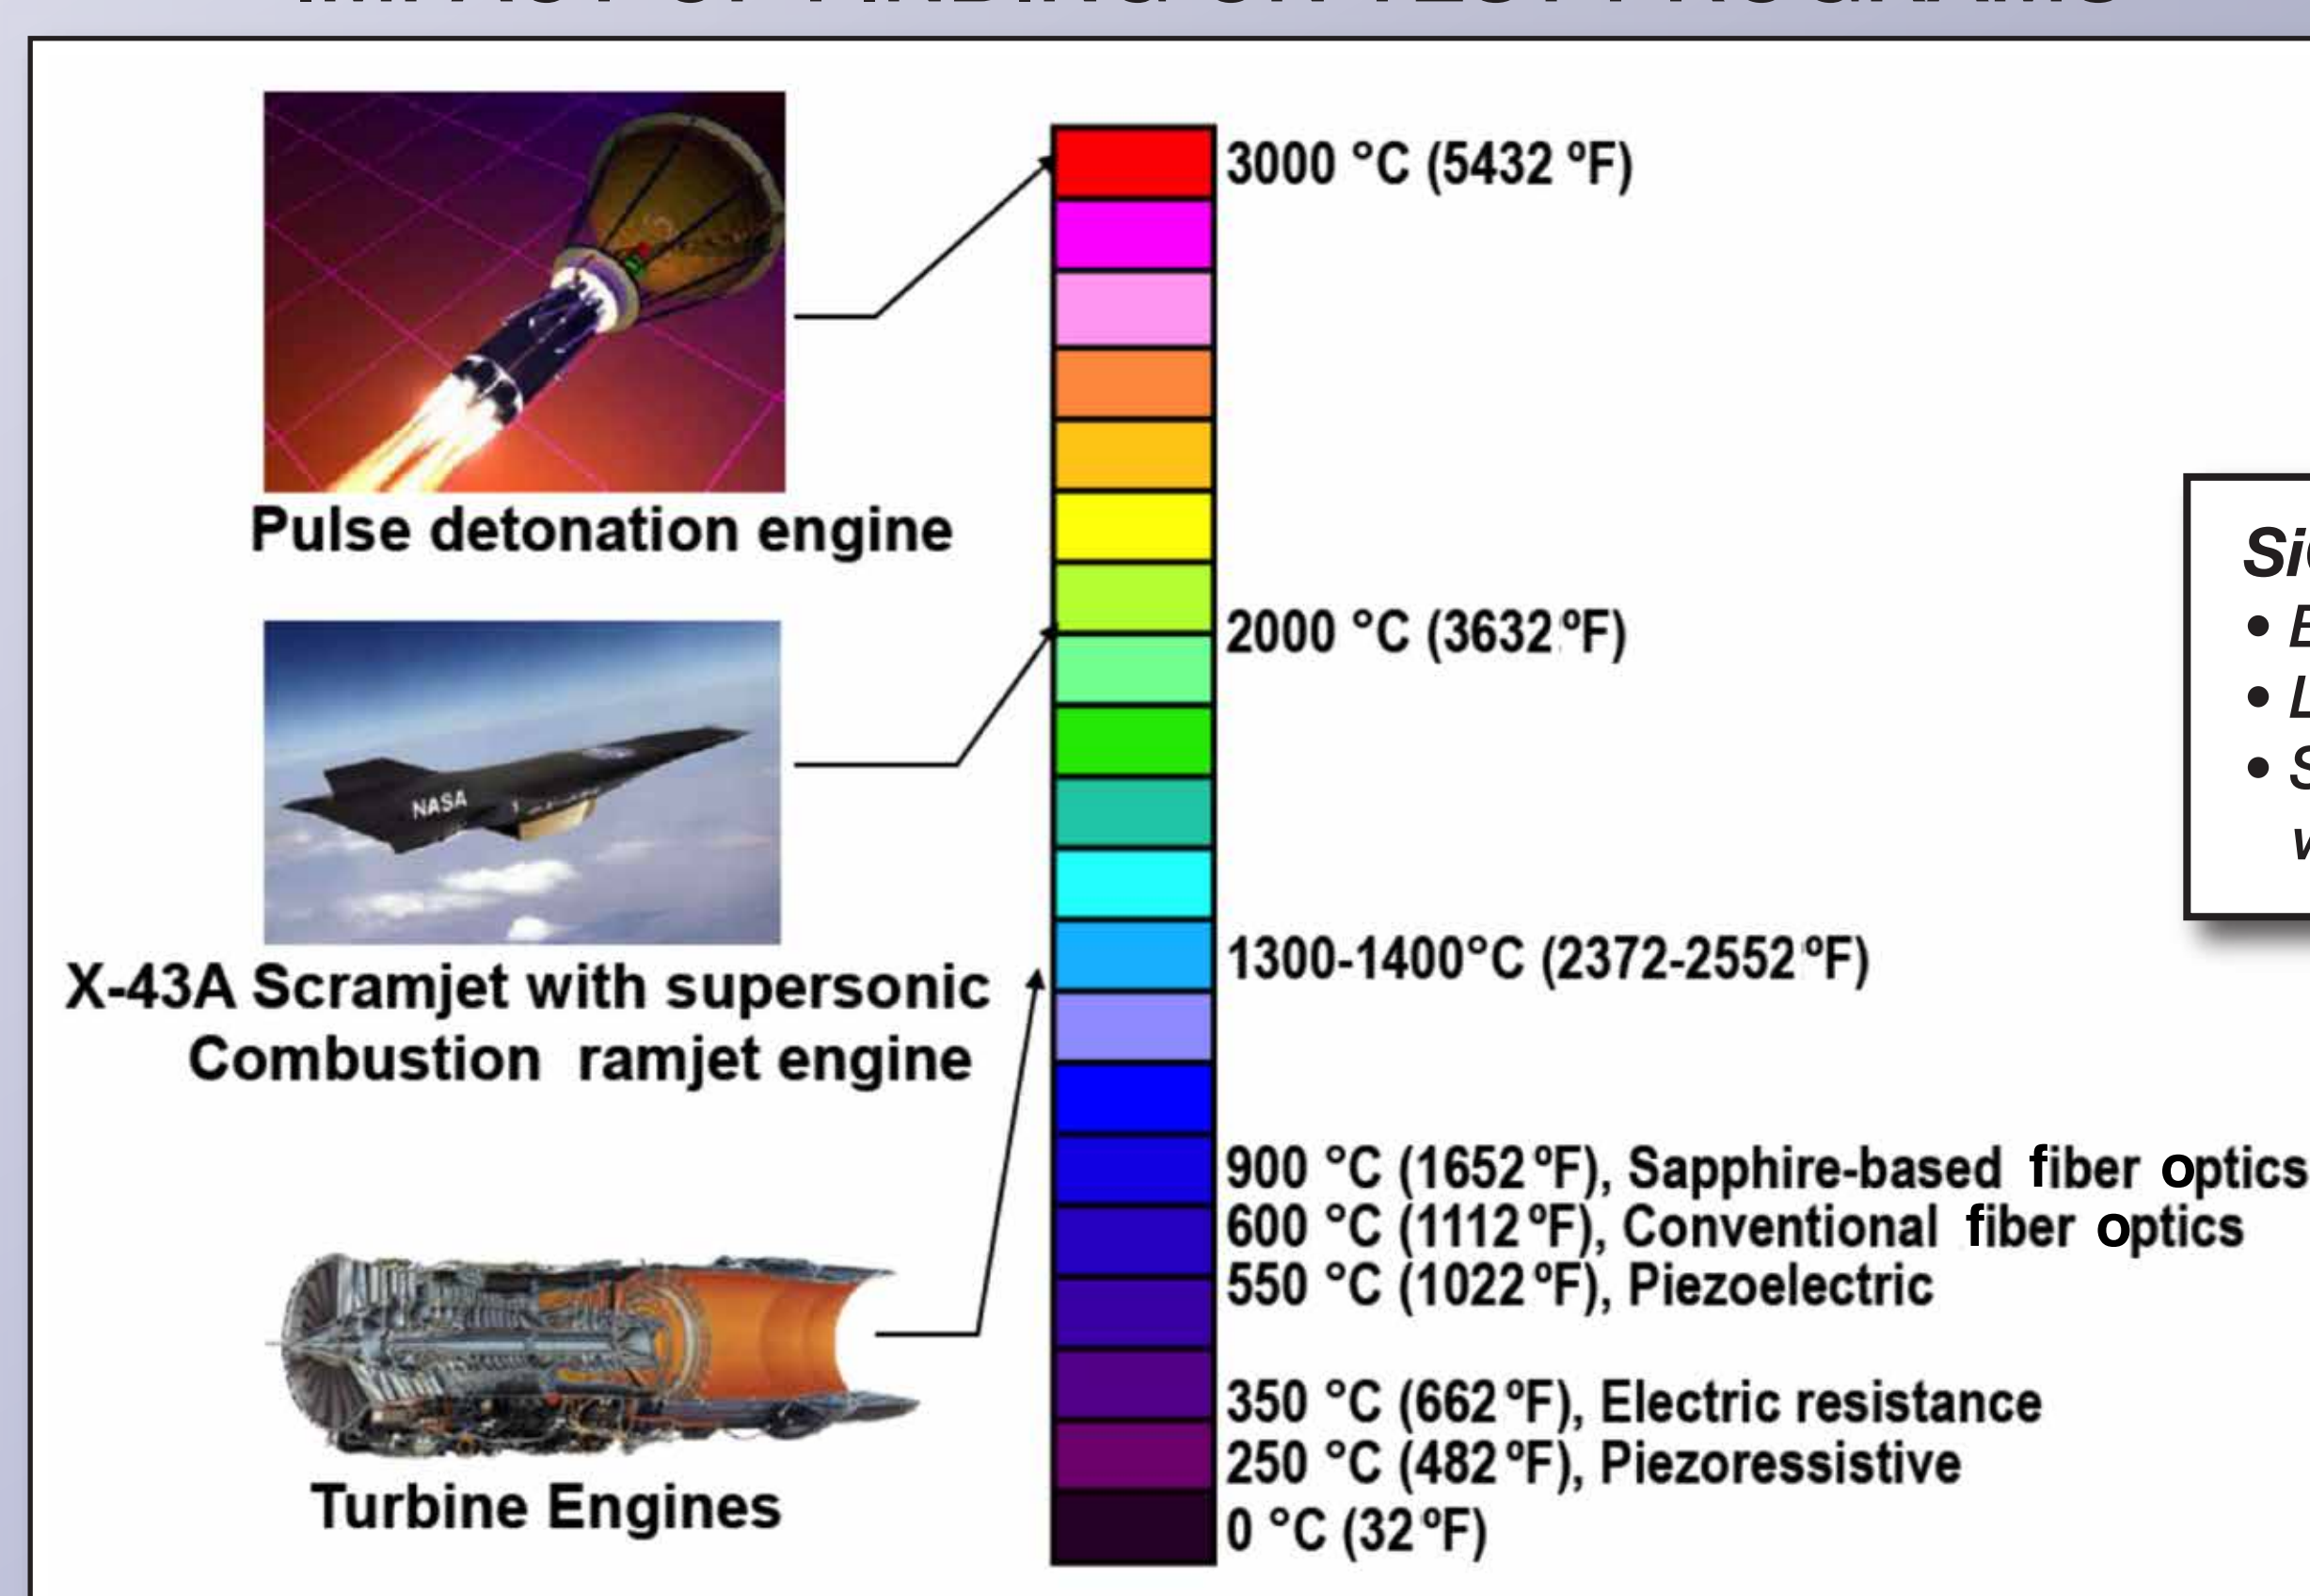 3000 °C (5432 ºF)
Pulse detonation engine
2000 °C (3632 ºF)
NASA
X-43A Scramjet with supersonic
Combustion ramjet engine
1300-1400°C (2372-2552 ºF)
900 °C (1652 ºF), Sapphire-based fiber optics
600 °C (1112 ºF), Conventional fiber optics
550 °C (1022 ºF), Piezoelectric
350 °C (662 ºF), Electric resistance
250 °C (482 ºF), Piezoressistive
0 °C (32 ºF)
Turbine Engines